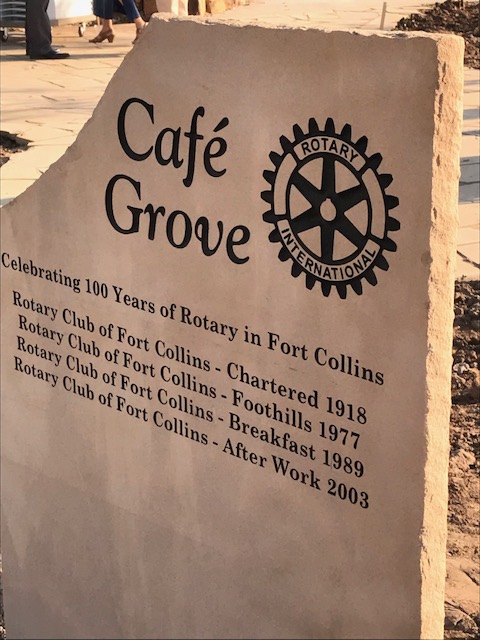 Café
Grove
ROTARY
INTERNATIONAL
Celebrating 100 Years of Rotary in Fort Collins
Rotary Club of Fort Collins - Chartered 1918
Rotary Club of Fort Collins - Foothills 1977
Rotary Club of Fort Collins - Breakfast 1989
Rotary Club of Fort Collins - After Work 2003